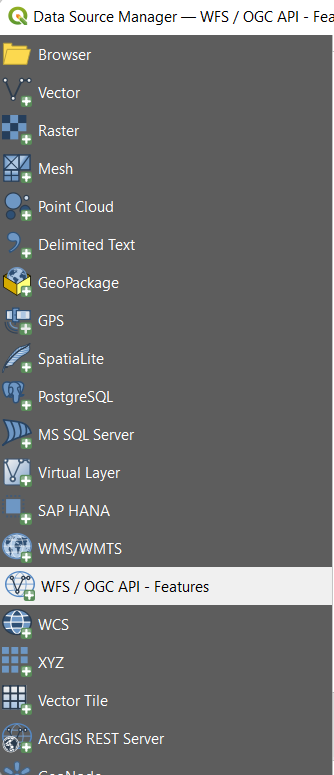 Data Source Manager — WFS / OGC API - Fea
Browser
Vector
Raster
Mesh
Point Cloud
Delimited Text
GeoPackage
GPS
SpatiaLite
PostgreSQL
MS SQL Server
Virtual Layer
SAP HANA
WMS/WMTS
WFS / OGC API - Features
WCS
XYZ
Vector Tile
ArcGIS REST Server
GeoNode